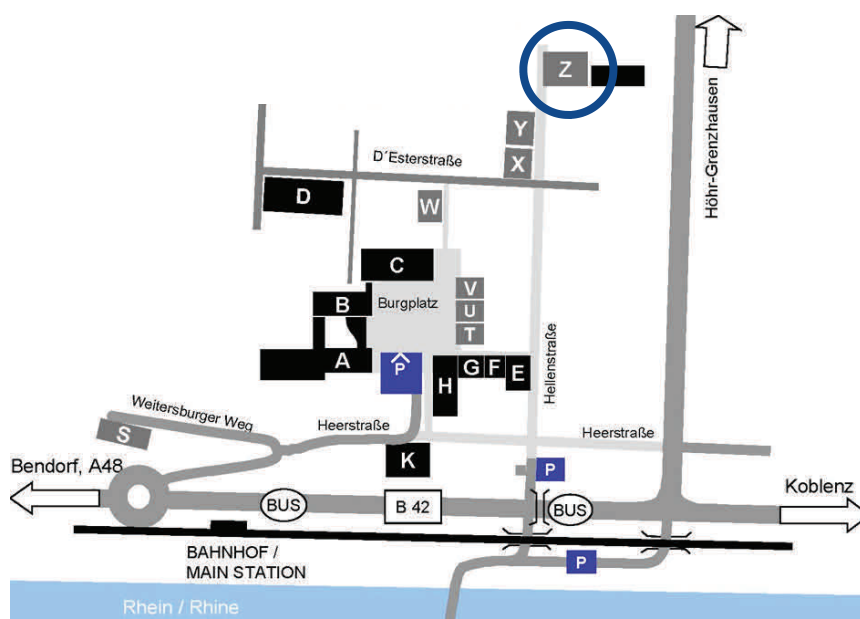 Z
Höhr-Grenzhausen
Y
X
D´Esterstraße
D
W
C
V
B
Burgplatz
U
T
A
P
G
F
E
H
Hellenstraße
Weitersburger Weg
S
Heerstraße
Heerstraße
K
P
Bendorf, A48
Koblenz
BUS
B 42
BUS
BAHNHOF /
MAIN STATION
P
Rhein / Rhine